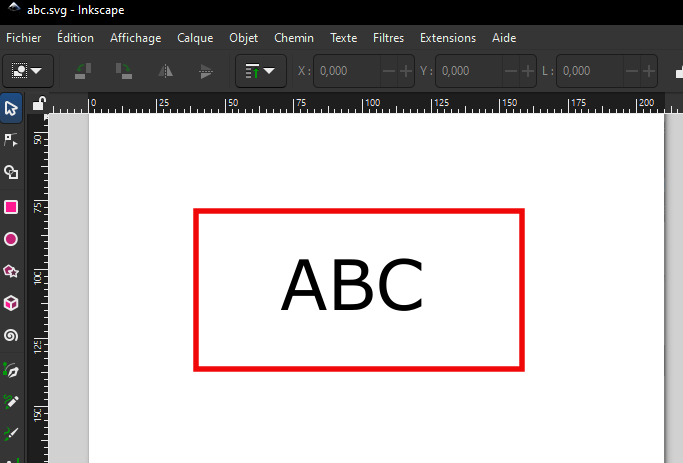 abc.svg - Inkscape
Fichier Édition Affichage Calque Objet Chemin Texte Filtres Extensions Aide
X : 0,000 Y : 0,000 L : 0,000
0 25 50 75 100 125 150 175 200
50
75
100
125
150
ABC